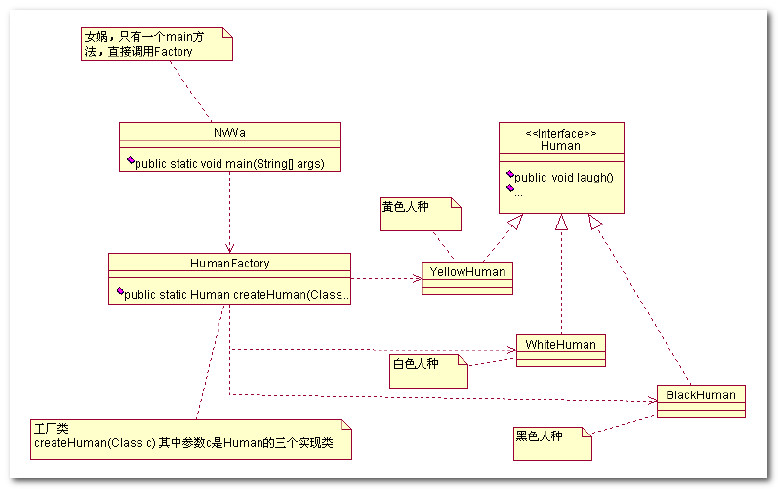 女娲，只有一个main方
法，直接调用Factory
NvWa
public static void main(String[] args)
<<Interface>>
Human
public void laugh()
...
黄色人种
HumanFactory
public static Human createHuman(Class...
YellowHuman
WhiteHuman
白色人种
BlackHuman
工厂类
createHuman(Class c) 其中参数c是Human的三个实现类
黑色人种